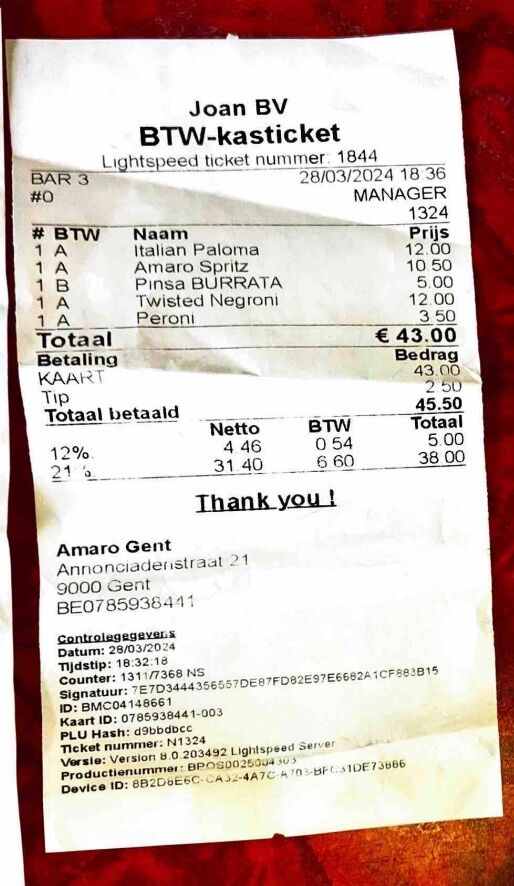 Joan BV
BTW-kasticket
Lightspeed ticket nummer: 1844
BAR 3 28/03/2024 18:36
#0 MANAGER
1324
# BTW Naam Prijs
1 A Italian Paloma 12.00
1 A Amaro Spritz 10.50
1 B Pinsa BURRATA 5.00
1 A Twisted Negroni 12.00
1 A Peroni 3.50
Totaal € 43.00
Betaling Bedrag
KAART 43.00
Tip 2.50
Totaal betaald 45.50
Netto BTW Totaal
12% 4.46 0.54 5.00
21% 31.40 6.60 38.00
Thank you !
Amaro Gent
Annonciadenstraat 21
9000 Gent
BE0785938441
Controlegegevens
Datum: 28/03/2024
Tijdstip: 18:32:18
Counter: 1311/7368 NS
Signatuur: 7E7D3444356557DE87FD82E97E6682A1CF883B15
ID: BMC04148661
Kaart ID: 0785938441-003
PLU Hash: d9bbdbcc
Ticket nummer: N1324
Versie: Version 8.0.203492 Lightspeed Server
Productienummer:
Device ID: